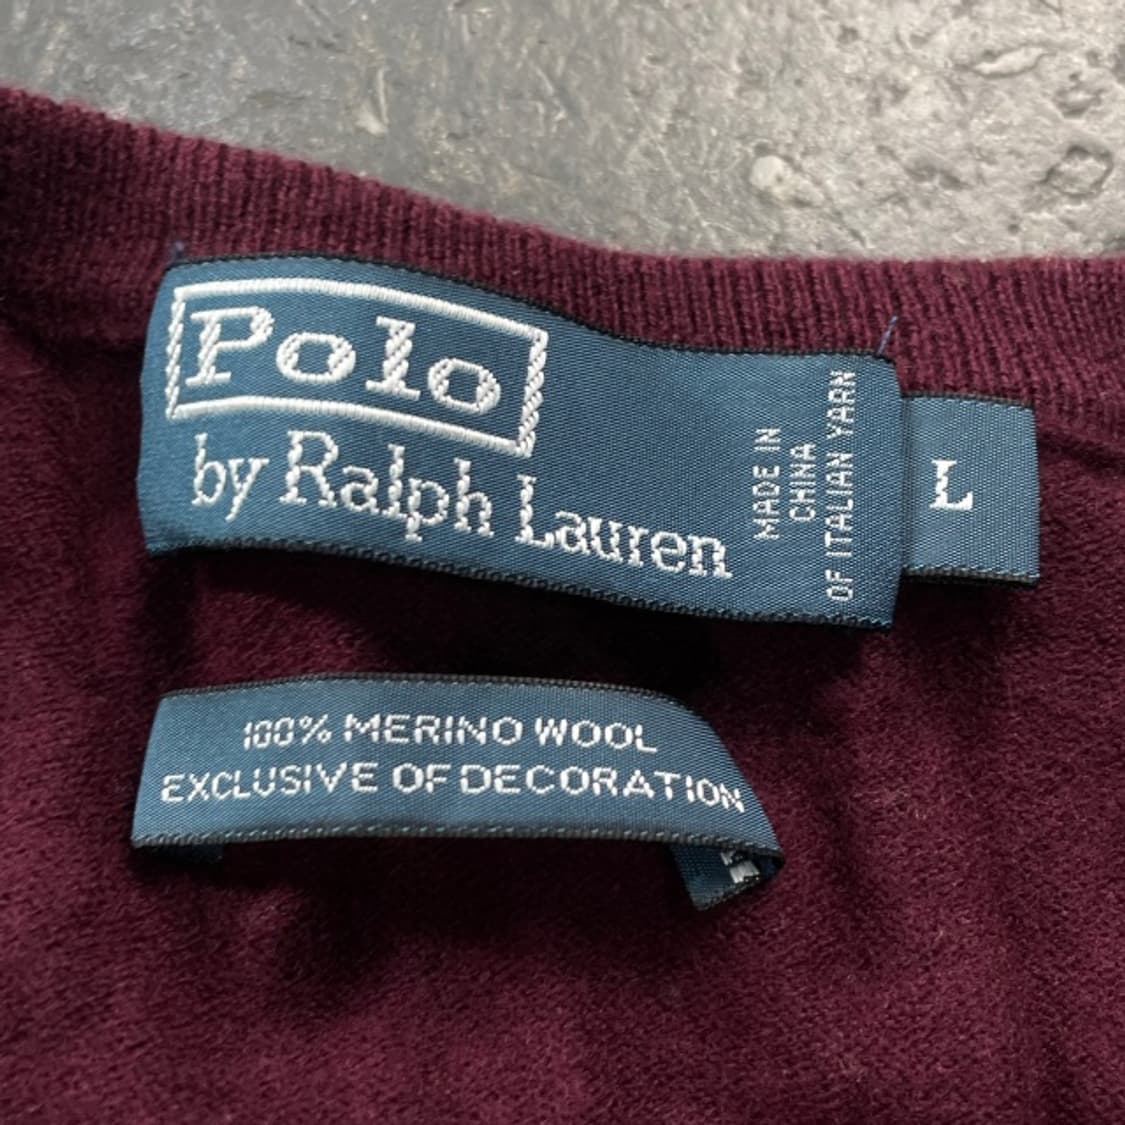 Polo
by Ralph Lauren
MADE IN
CHINA
OF ITALIAN YARN
L
100% MERINO WOOL
EXCLUSIVE OF DECORATION